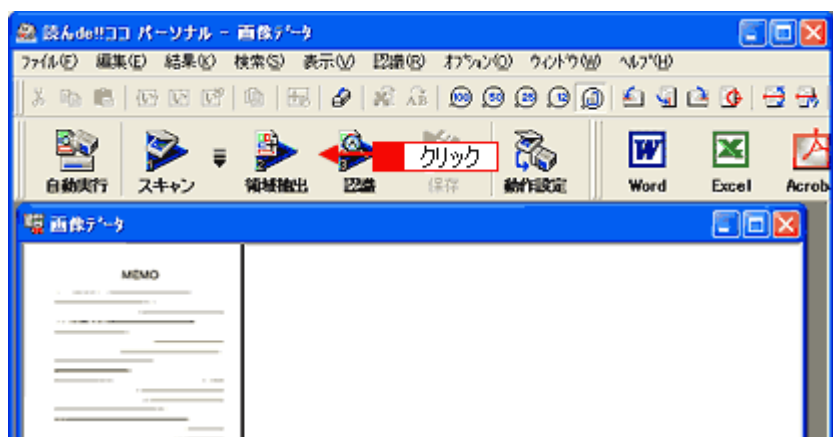 読んde!!ココ パーソナル - 画像データ
ファイル(F) 編集(E) 結果(K) 検索(S) 表示(V) 認識(R) オプション(O) ウィンドウ(W) ヘルプ(H)
100 50 25 12
自動実行 スキャン 領域抽出 認識 クリック 保存 動作設定 Word Excel Acrob
画像データ
MEMO